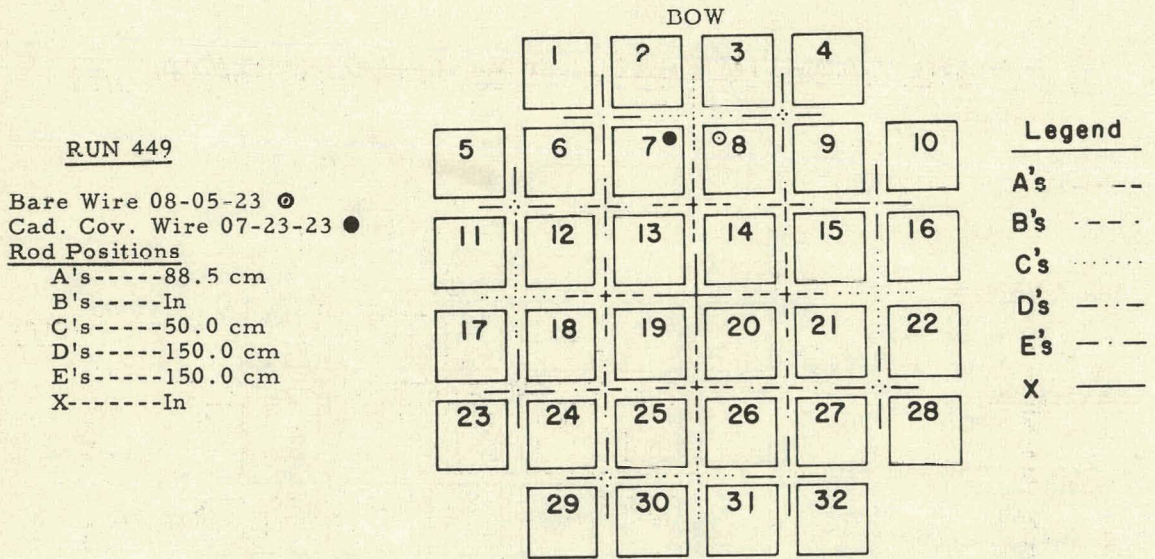 BOW
1 2 3 4
RUN 449
5 6 7 8 9 10
Bare Wire 08-05-23
Cad. Cov. Wire 07-23-23
Rod Positions
A's-----88.5 cm
B's-----In
C's-----50.0 cm
D's-----150.0 cm
E's-----150.0 cm
X-------In
11 12 13 14 15 16
17 18 19 20 21 22
23 24 25 26 27 28
29 30 31 32
Legend
A's
B's
C's
D's
E's
X